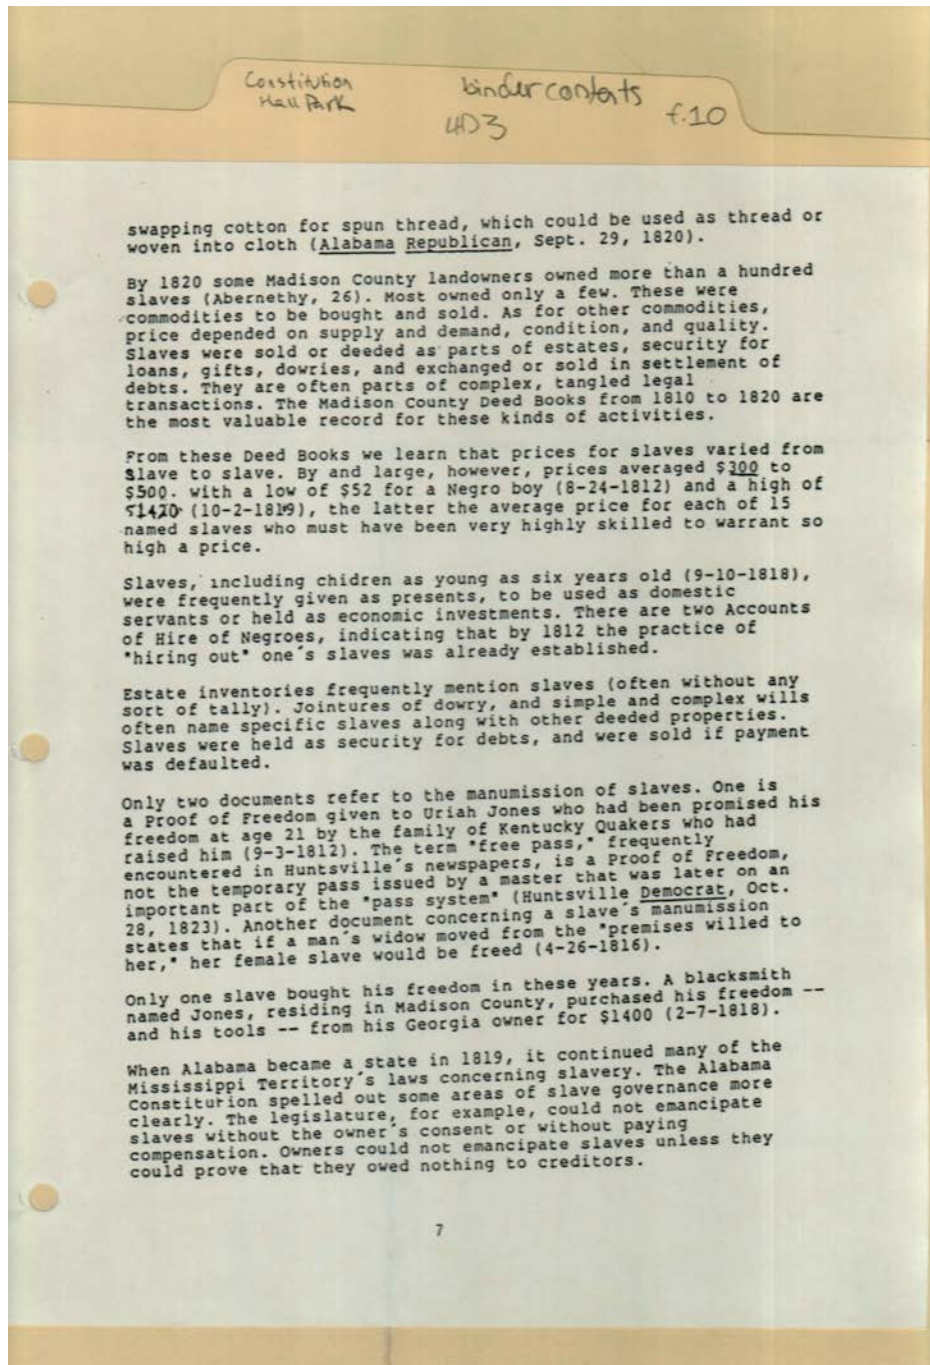 Constitution
Hall Park
binder contents
4D3
f.10
swapping cotton for spun thread, which could be used as thread or
woven into cloth (Alabama Republican, Sept. 29, 1820).
By 1820 some Madison County landowners owned more than a hundred
slaves (Abernethy, 26). Most owned only a few. These were
commodities to be bought and sold. As for other commodities,
price depended on supply and demand, condition, and quality.
Slaves were sold or deeded as parts of estates, security for
loans, gifts, dowries, and exchanged or sold in settlement of
debts. They are often parts of complex, tangled legal
transactions. The Madison County Deed Books from 1810 to 1820 are
the most valuable record for these kinds of activities.
From these Deed Books we learn that prices for slaves varied from
slave to slave. By and large, however, prices averaged $300 to
$500. with a low of $52 for a Negro boy (8-24-1812) and a high of
$1420 (10-2-1819), the latter the average price for each of 15
named slaves who must have been very highly skilled to warrant so
high a price.
Slaves, including chidren as young as six years old (9-10-1818),
were frequently given as presents, to be used as domestic
servants or held as economic investments. There are two Accounts
of Hire of Negroes, indicating that by 1812 the practice of
"hiring out" one's slaves was already established.
Estate inventories frequently mention slaves (often without any
sort of tally). Jointures of dowry, and simple and complex wills
often name specific slaves along with other deeded properties.
Slaves were held as security for debts, and were sold if payment
was defaulted.
Only two documents refer to the manumission of slaves. One is
a Proof of Freedom given to Uriah Jones who had been promised his
freedom at age 21 by the family of Kentucky Quakers who had
raised him (9-3-1812). The term "free pass," frequently
encountered in Huntsville's newspapers, is a Proof of Freedom,
not the temporary pass issued by a master that was later on an
important part of the "pass system" (Huntsville Democrat, Oct.
28, 1823). Another document concerning a slave's manumission
states that if a man's widow moved from the "premises willed to
her," her female slave would be freed (4-26-1816).
Only one slave bought his freedom in these years. A blacksmith
named Jones, residing in Madison County, purchased his freedom --
and his tools -- from his Georgia owner for $1400 (2-7-1818).
When Alabama became a state in 1819, it continued many of the
Mississippi Territory's laws concerning slavery. The Alabama
Constitution spelled out some areas of slave governance more
clearly. The legislature, for example, could not emancipate
slaves without the owner's consent or without paying
compensation. Owners could not emancipate slaves unless they
could prove that they owed nothing to creditors.
7